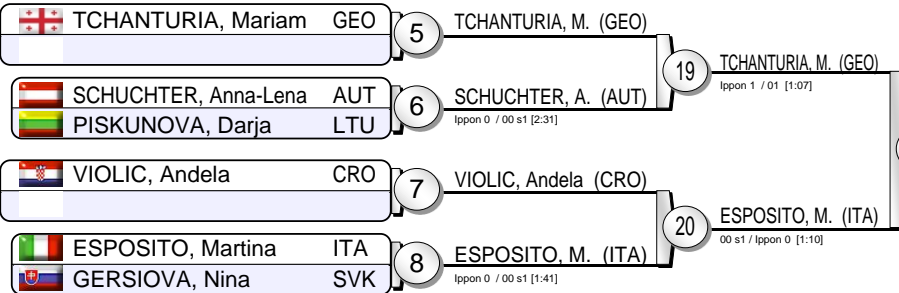 TCHANTURIA, Mariam GEO
5
TCHANTURIA, M. (GEO)
19
TCHANTURIA, M. (GEO)
Ippon 1 / 01 [1:07]
SCHUCHTER, Anna-Lena AUT
PISKUNOVA, Darja LTU
6
SCHUCHTER, A. (AUT)
Ippon 0 / 00 s1 [2:31]
VIOLIC, Andela CRO
7
VIOLIC, Andela (CRO)
20
ESPOSITO, M. (ITA)
00 s1 / Ippon 0 [1:10]
ESPOSITO, Martina ITA
GERSIOVA, Nina SVK
8
ESPOSITO, M. (ITA)
Ippon 0 / 00 s1 [1:41]